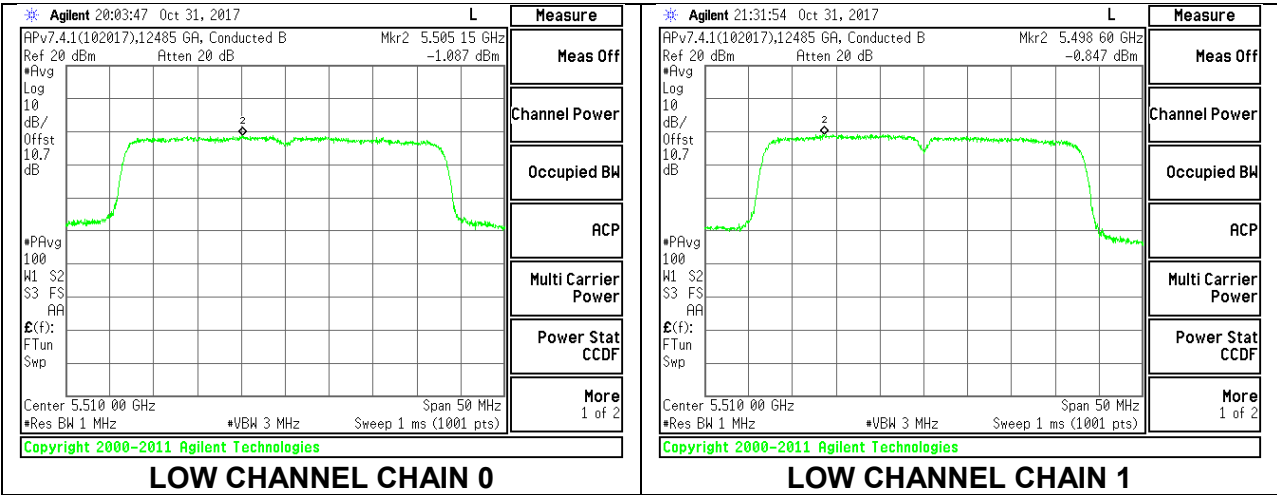 Agilent 20:03:47 Oct 31, 2017 L Measure
APv7.4.1(102017),12485 GA, Conducted B Mkr2 5.505 15 GHz
Ref 20 dBm Atten 20 dB -1.087 dBm
#Avg
Log
10
dB/
Offst
10.7
dB
2
#PAvg
100
W1 S2
S3 FS
AA
£(f):
FTun
Swp
Center 5.510 00 GHz Span 50 MHz
#Res BW 1 MHz #VBW 3 MHz Sweep 1 ms (1001 pts)
Copyright 2000-2011 Agilent Technologies
Meas Off
Channel Power
Occupied BW
ACP
Multi Carrier
Power
Power Stat
CCDF
More
1 of 2
LOW CHANNEL CHAIN 0
Agilent 21:31:54 Oct 31, 2017 L Measure
APv7.4.1(102017),12485 GA, Conducted B Mkr2 5.498 60 GHz
Ref 20 dBm Atten 20 dB -0.847 dBm
#Avg
Log
10
dB/
Offst
10.7
dB
2
#PAvg
100
W1 S2
S3 FS
AA
£(f):
FTun
Swp
Center 5.510 00 GHz Span 50 MHz
#Res BW 1 MHz #VBW 3 MHz Sweep 1 ms (1001 pts)
Copyright 2000-2011 Agilent Technologies
Meas Off
Channel Power
Occupied BW
ACP
Multi Carrier
Power
Power Stat
CCDF
More
1 of 2
LOW CHANNEL CHAIN 1